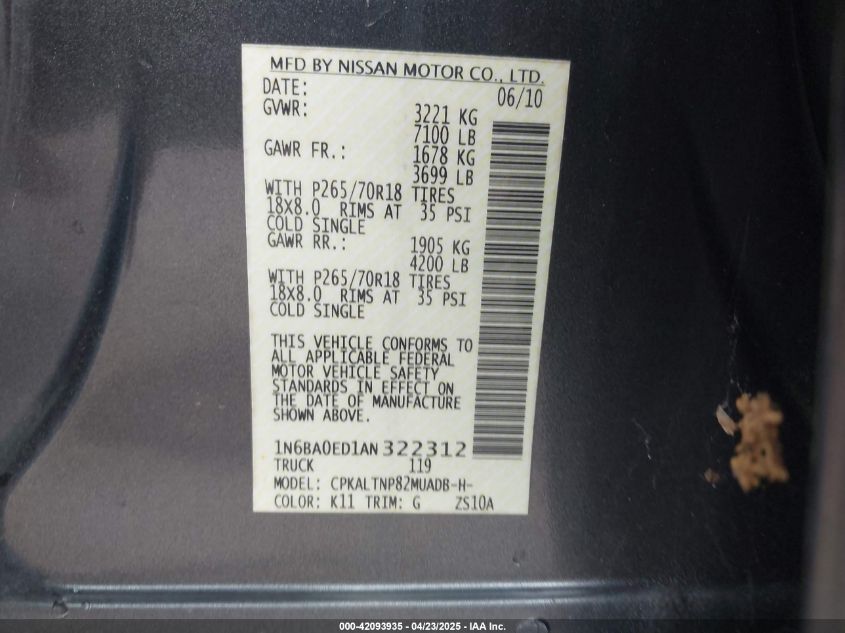 MFD BY NISSAN MOTOR CO., LTD.
DATE: 06/10
GVWR: 3221 KG
7100 LB
GAWR FR.: 1678 KG
3699 LB
WITH P265/70R18 TIRES
18X8.0 RIMS AT 35 PSI
COLD SINGLE
GAWR RR.: 1905 KG
4200 LB
WITH P265/70R18 TIRES
18X8.0 RIMS AT 35 PSI
COLD SINGLE
THIS VEHICLE CONFORMS TO
ALL APPLICABLE FEDERAL
MOTOR VEHICLE SAFETY
STANDARDS IN EFFECT ON
THE DATE OF MANUFACTURE
SHOWN ABOVE.
1N6BA0ED1AN322312
TRUCK 119
MODEL: CPKALTNP82MUADB-H-
COLOR: K11 TRIM: G ZS10A
000-42093935 - 04/23/2025 - IAA Inc.